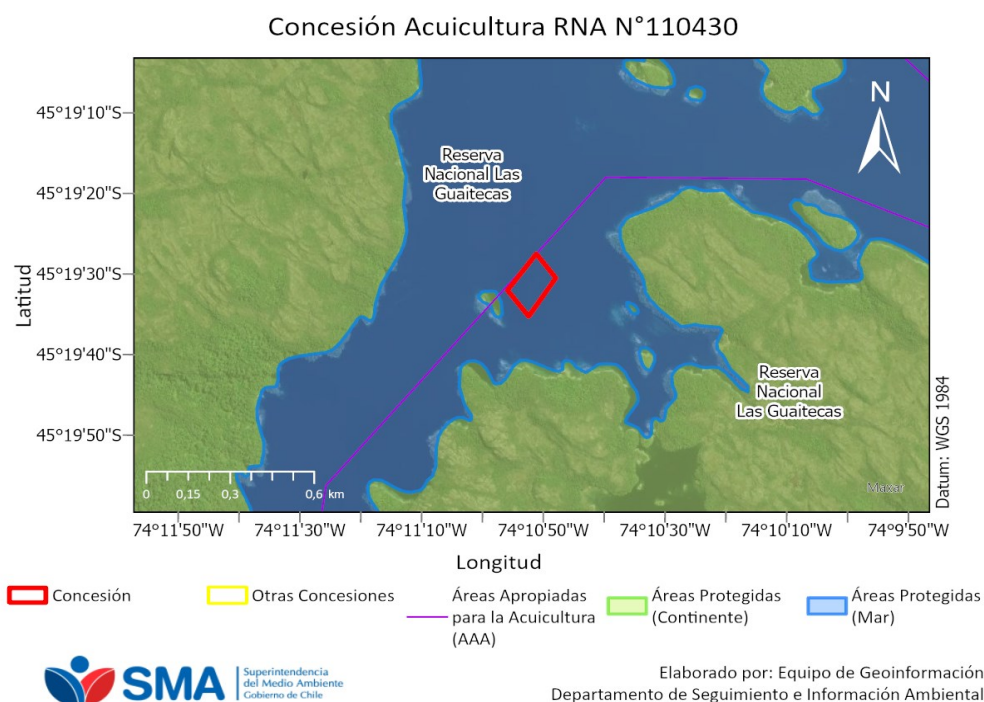 Concesión Acuicultura RNA N°110430
45°19'10"S
45°19'20"S
45°19'30"S
45°19'40"S
45°19'50"S
Latitud
Reserva
Nacional Las
Guaitecas
N
Reserva
Nacional
Las Guaitecas
Datum: WGS 1984
Maxar
0 0,15 0,3 0,6 km
74°11'50"W 74°11'30"W 74°11'10"W 74°10'50"W 74°10'30"W 74°10'10"W 74°9'50"W
Longitud
Concesión
Otras Concesiones
Áreas Apropiadas
para la Acuicultura
(AAA)
Áreas Protegidas
(Continente)
Áreas Protegidas
(Mar)
SMA
Superintendencia
del Medio Ambiente
Gobierno de Chile
Elaborado por: Equipo de Geoinformación
Departamento de Seguimiento e Información Ambiental